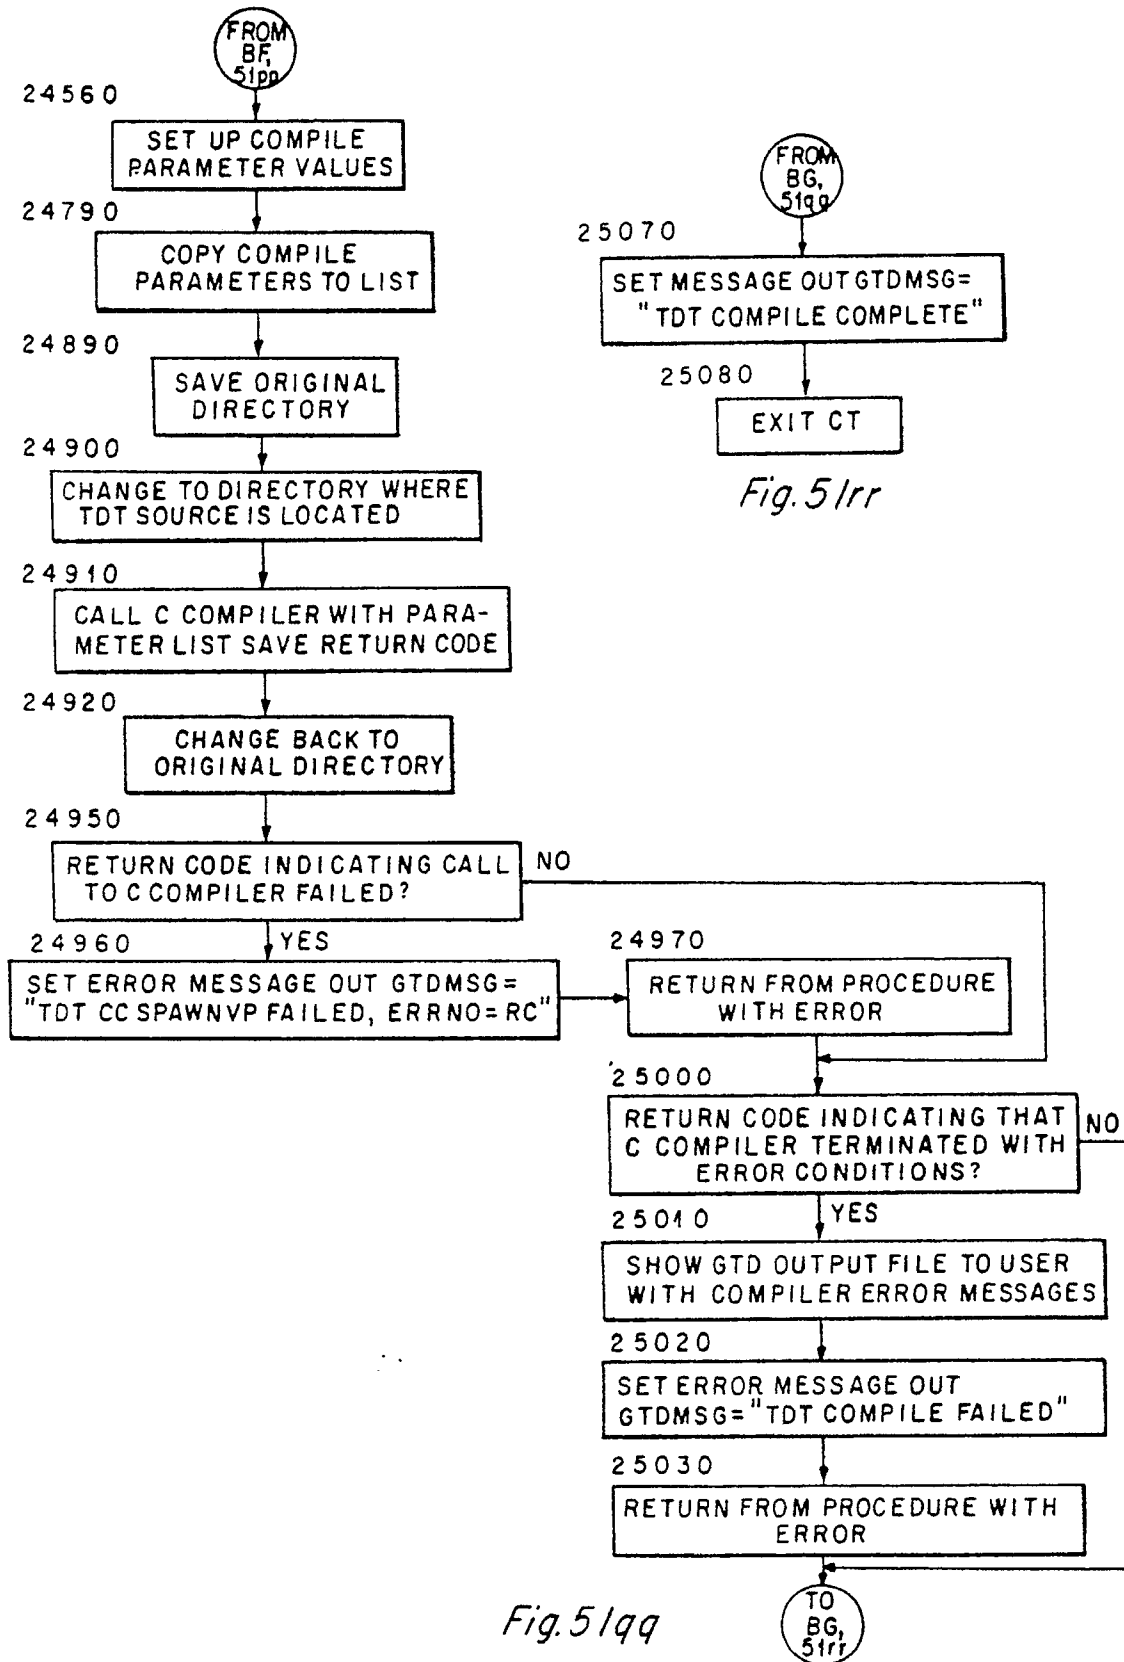 FROM
BF,
51pp
24560
SET UP COMPILE
PARAMETER VALUES
24790
COPY COMPILE
PARAMETERS TO LIST
24890
SAVE ORIGINAL
DIRECTORY
24900
CHANGE TO DIRECTORY WHERE
TDT SOURCE IS LOCATED
24910
CALL C COMPILER WITH PARA-
METER LIST SAVE RETURN CODE
24920
CHANGE BACK TO
ORIGINAL DIRECTORY
24950
RETURN CODE INDICATING CALL
TO C COMPILER FAILED?
NO
YES
24960
SET ERROR MESSAGE OUT GTDMSG=
"TDT CC SPAWNVP FAILED, ERRNO=RC"
24970
RETURN FROM PROCEDURE
WITH ERROR
25000
RETURN CODE INDICATING THAT
C COMPILER TERMINATED WITH
ERROR CONDITIONS?
NO
YES
25010
SHOW GTD OUTPUT FILE TO USER
WITH COMPILER ERROR MESSAGES
25020
SET ERROR MESSAGE OUT
GTDMSG="TDT COMPILE FAILED"
25030
RETURN FROM PROCEDURE WITH
ERROR
TO
BG,
51rr
Fig. 51qq
FROM
BG,
51qq
25070
SET MESSAGE OUT GTDMSG=
"TDT COMPILE COMPLETE"
25080
EXIT CT
Fig. 51rr